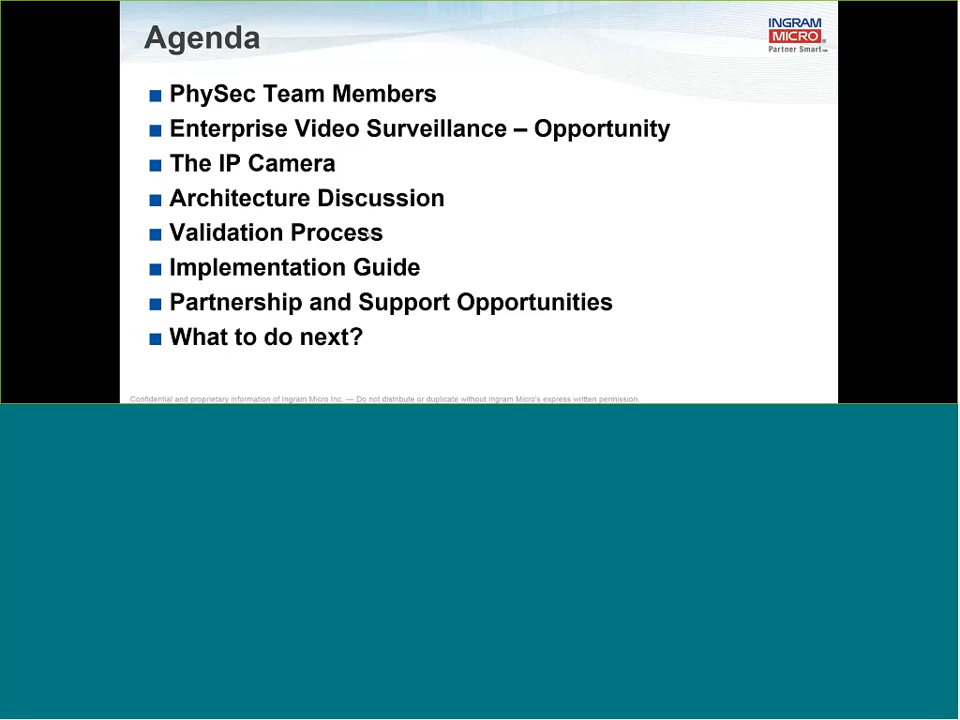 Agenda
INGRAM
MICRO®
Partner Smart™
■ PhySec Team Members
■ Enterprise Video Surveillance – Opportunity
■ The IP Camera
■ Architecture Discussion
■ Validation Process
■ Implementation Guide
■ Partnership and Support Opportunities
■ What to do next?
Confidential and proprietary information of Ingram Micro Inc. — Do not distribute or duplicate without Ingram Micro's express written permission.